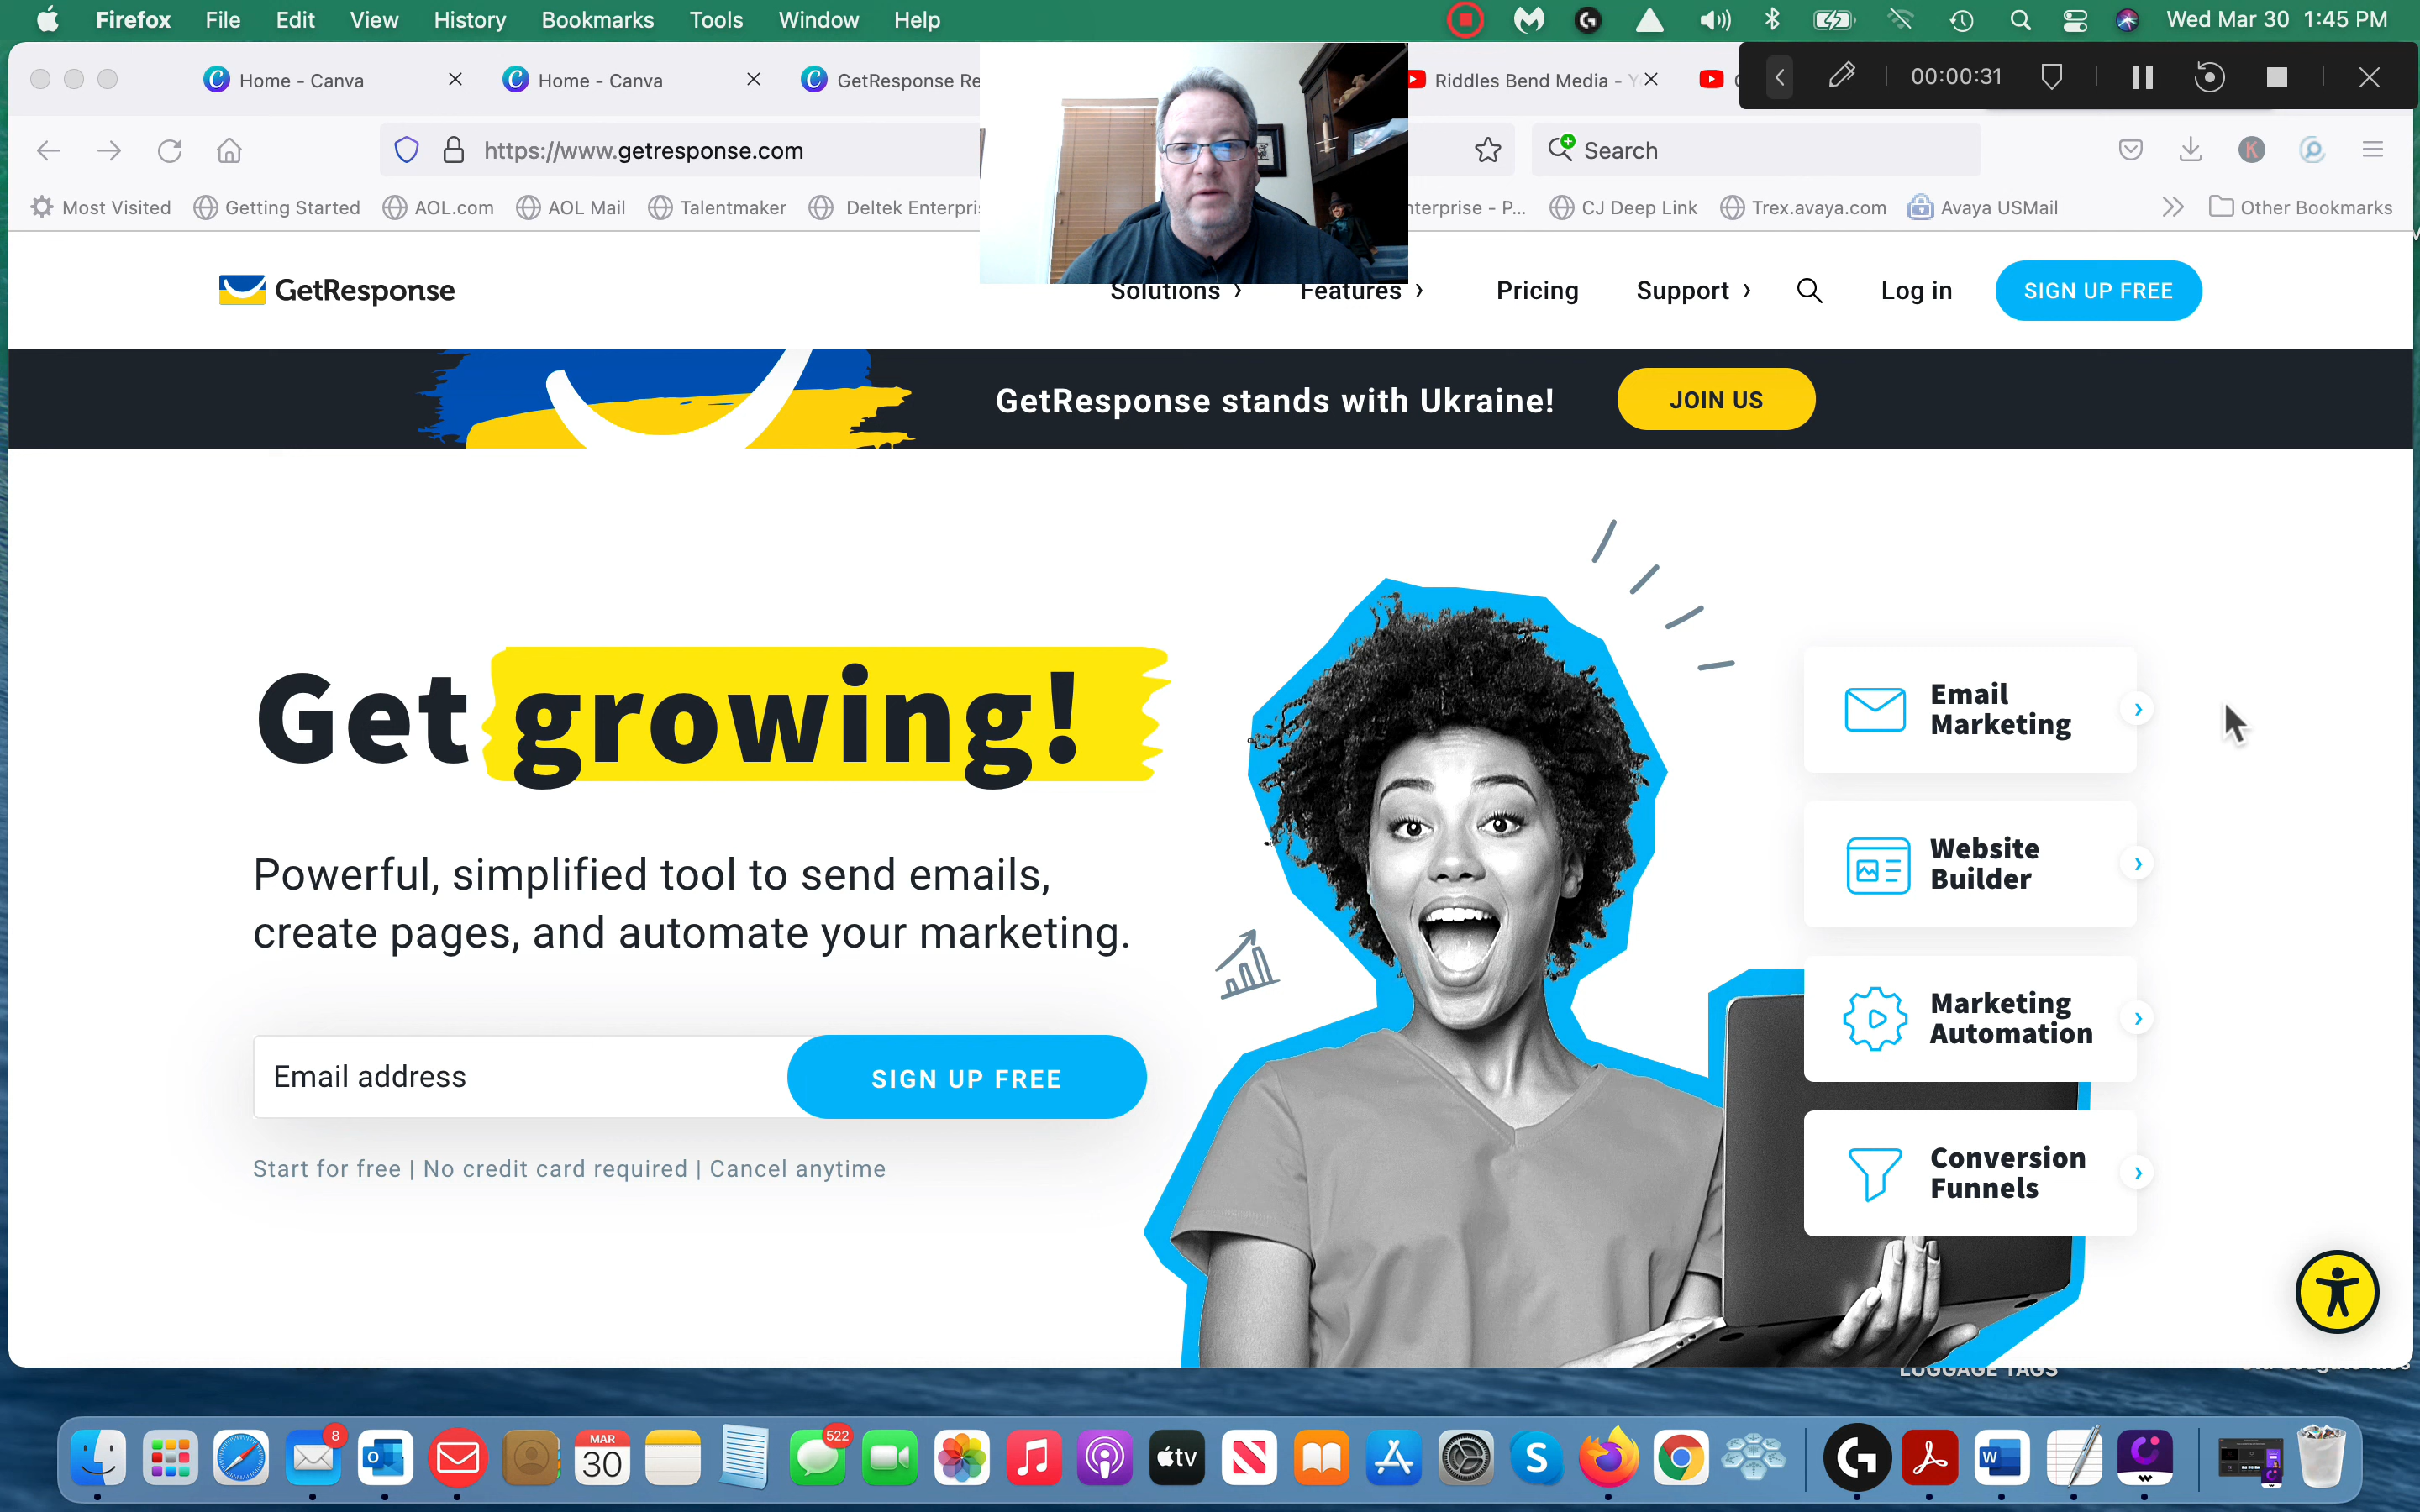 Firefox File Edit View History Bookmarks Tools Window Help
Wed Mar 30 1:45 PM
Home - Canva
Home - Canva
GetResponse Re
Riddles Bend Media - Y
00:00:31
https://www.getresponse.com
Search
K
Most Visited
Getting Started
AOL.com
AOL Mail
Talentmaker
Deltek Enterpri
nterprise - P...
CJ Deep Link
Trex.avaya.com
Avaya USMail
Other Bookmarks
GetResponse
Solutions
Features
Pricing
Support
Log in
SIGN UP FREE
GetResponse stands with Ukraine!
JOIN US
Get growing!
Powerful, simplified tool to send emails,
create pages, and automate your marketing.
Email address
SIGN UP FREE
Start for free | No credit card required | Cancel anytime
Email
Marketing
Website
Builder
Marketing
Automation
Conversion
Funnels
LUGGAGE TAGS
8
MAR
30
522
tv